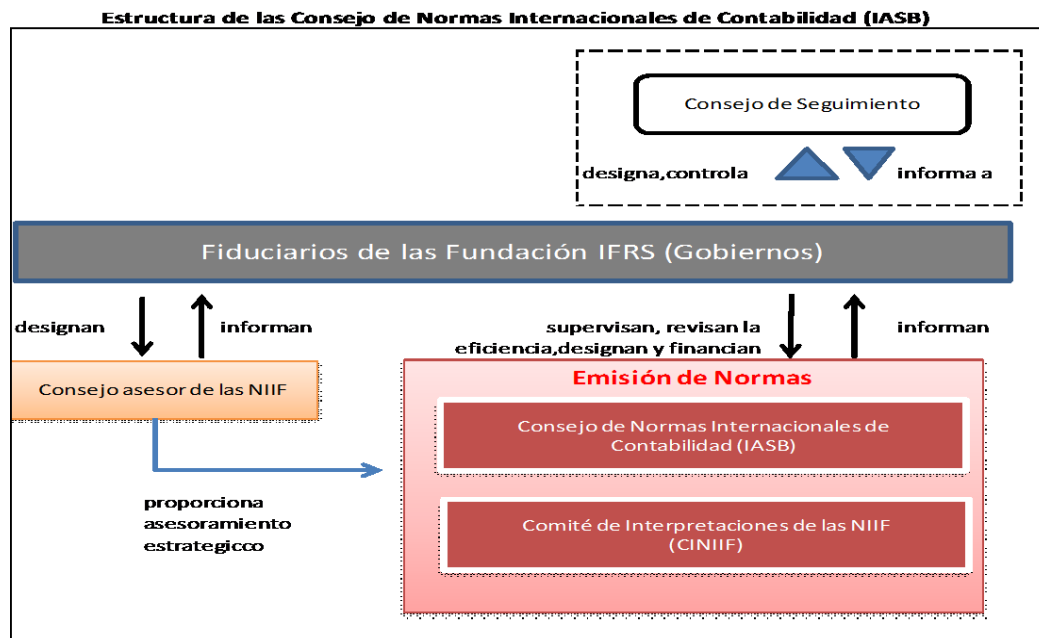 Estructura de las Consejo de Normas Internacionales de Contabilidad (IASB)
Consejo de Seguimiento
designa,controla
informa a
Fiduciarios de las Fundación IFRS (Gobiernos)
designan
informan
supervisan, revisan la
eficiencia,designan y financian
informan
Consejo asesor de las NIIF
Emisión de Normas
Consejo de Normas Internacionales de
Contabilidad (IASB)
proporciona
asesoramiento
estrategicco
Comité de Interpretaciones de las NIIF
(CINIIF)